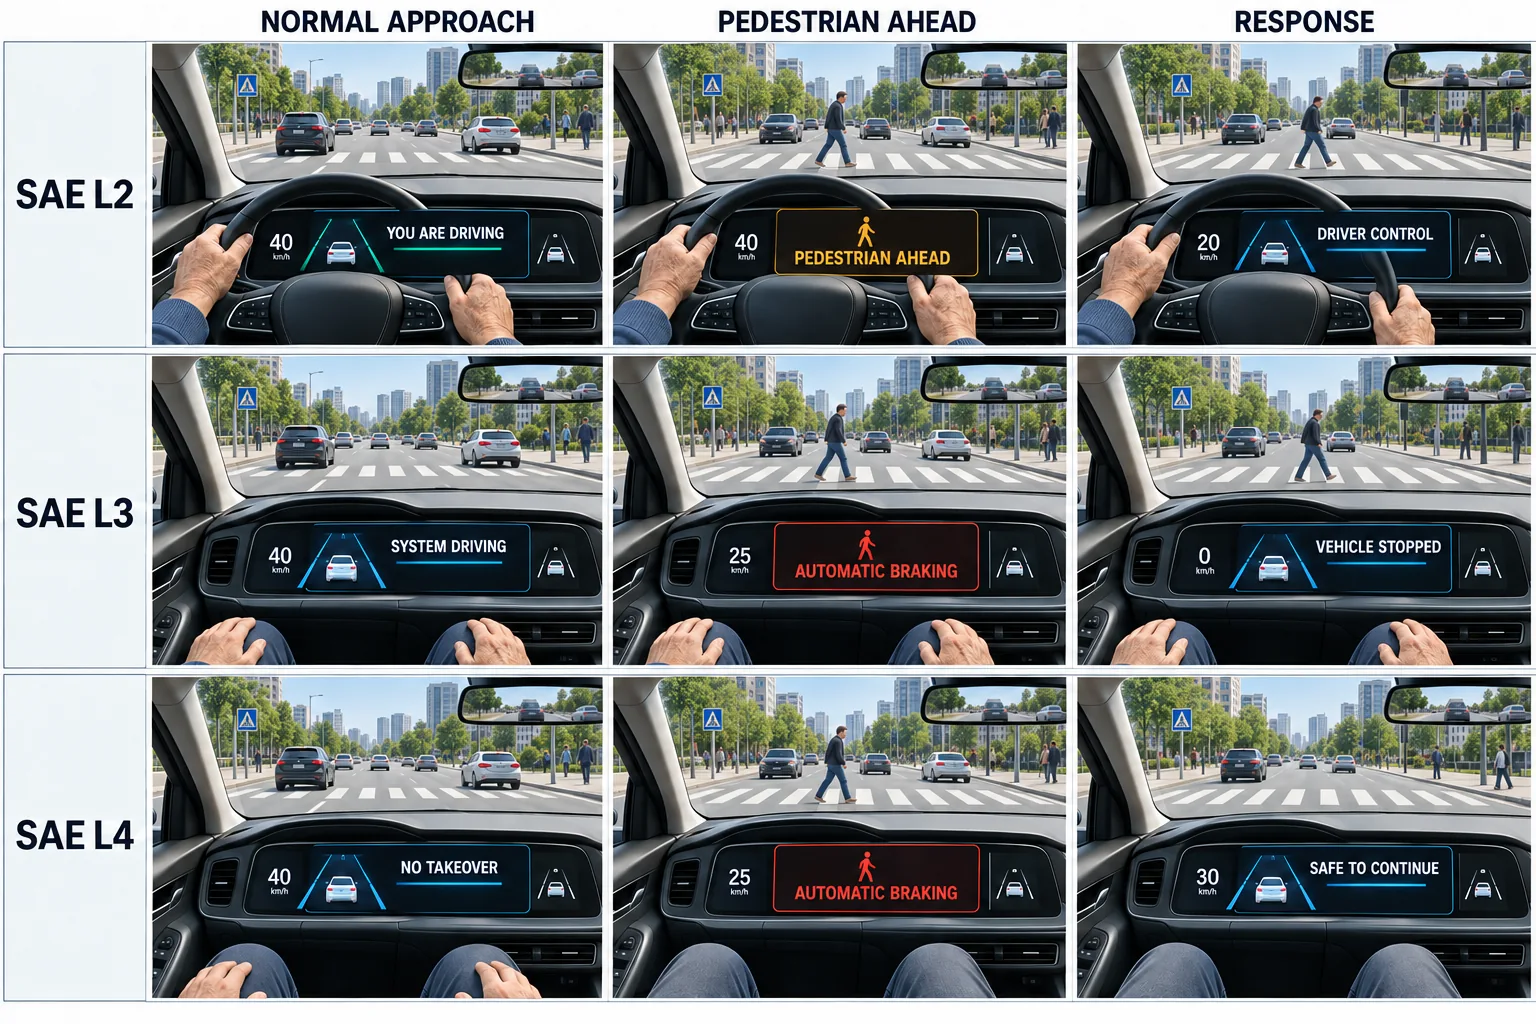 NORMAL APPROACH
PEDESTRIAN AHEAD
RESPONSE
SAE L2
40
km/h
YOU ARE DRIVING
40
km/h
PEDESTRIAN AHEAD
20
km/h
DRIVER CONTROL
SAE L3
40
km/h
SYSTEM DRIVING
25
km/h
AUTOMATIC BRAKING
0
km/h
VEHICLE STOPPED
SAE L4
40
km/h
NO TAKEOVER
25
km/h
AUTOMATIC BRAKING
30
km/h
SAFE TO CONTINUE